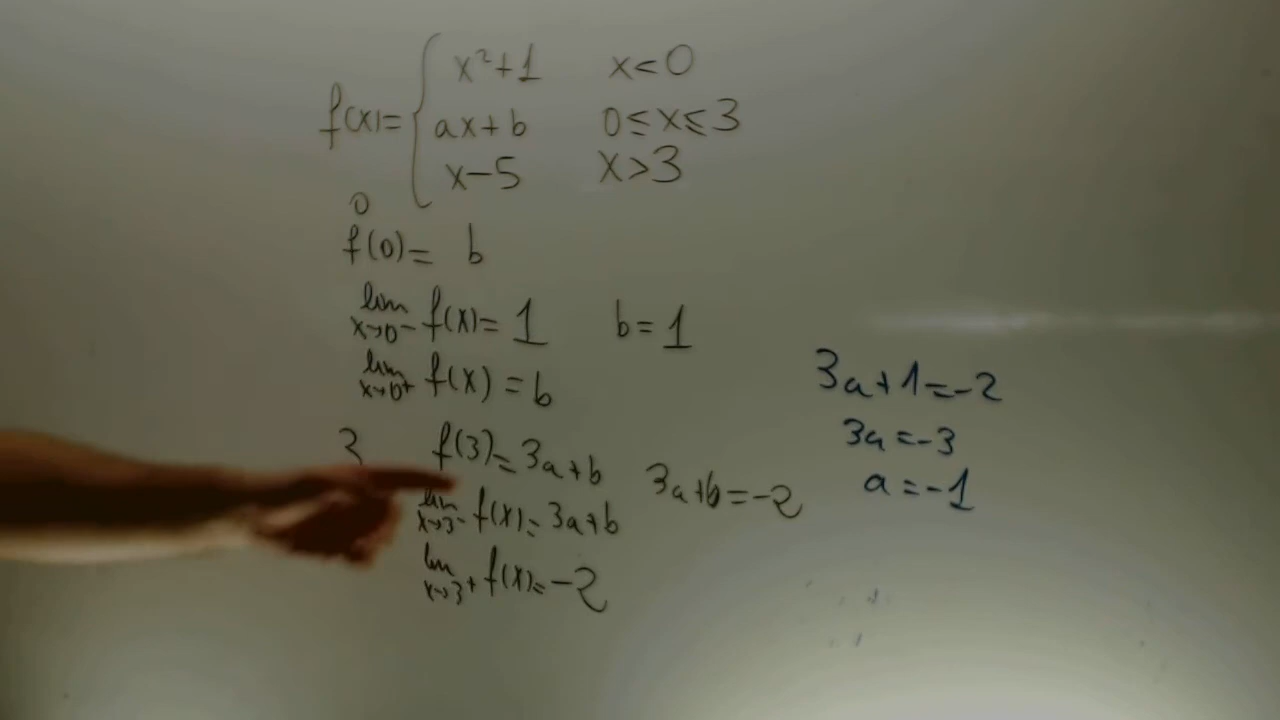 f(x)= { x²+1 x<0
ax+b 0≤x≤3
x-5 x>3
0
f(0)= b
lim x→0⁻ f(x)= 1 b=1
lim x→0⁺ f(x)=b
3 f(3)=3a+b 3a+b=-2
lim x→3⁻ f(x)=3a+b
lim x→3⁺ f(x)=-2
3a+1=-2
3a=-3
a=-1